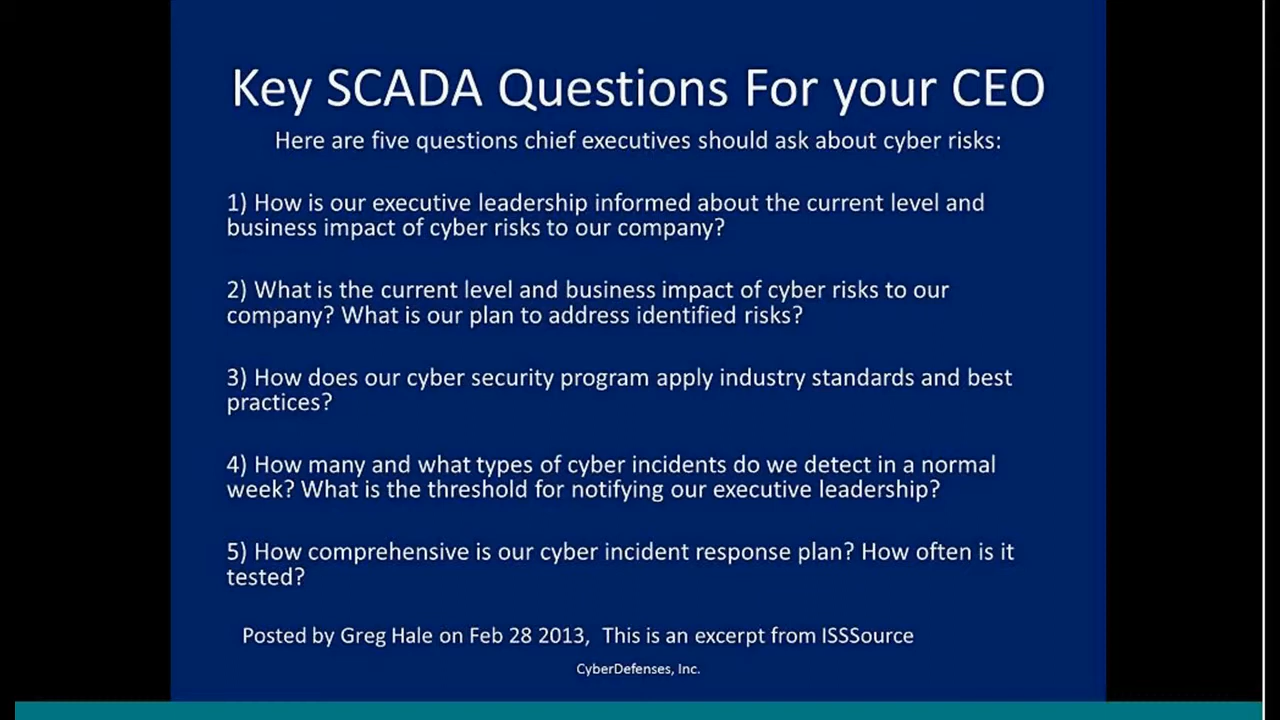 Key SCADA Questions For your CEO
Here are five questions chief executives should ask about cyber risks:
1) How is our executive leadership informed about the current level and
business impact of cyber risks to our company?
2) What is the current level and business impact of cyber risks to our
company? What is our plan to address identified risks?
3) How does our cyber security program apply industry standards and best
practices?
4) How many and what types of cyber incidents do we detect in a normal
week? What is the threshold for notifying our executive leadership?
5) How comprehensive is our cyber incident response plan? How often is it
tested?
Posted by Greg Hale on Feb 28 2013, This is an excerpt from ISSSource
CyberDefenses, Inc.